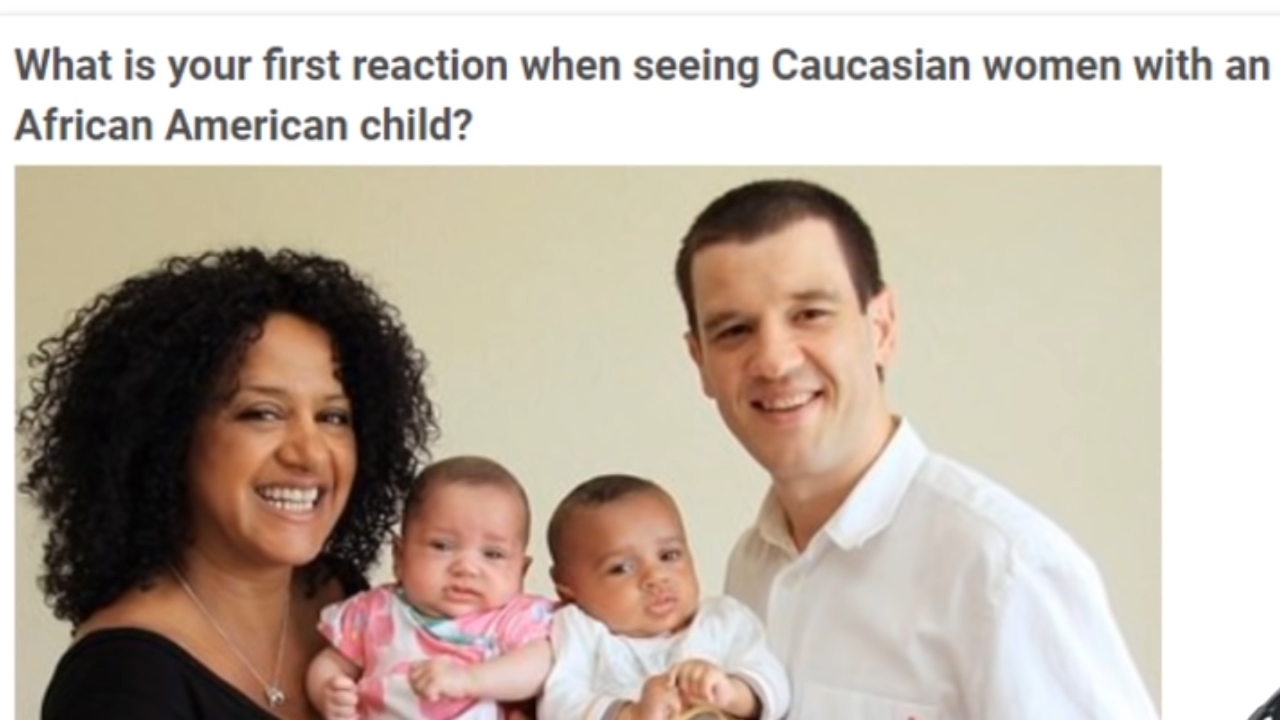 What is your first reaction when seeing Caucasian women with an
African American child?